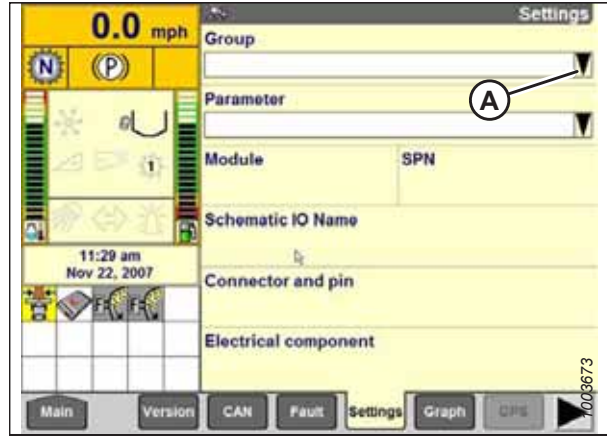 0.0 mph
N
(P)
1
11:29 am
Nov 22, 2007
Settings
Group
A
Parameter
Module
SPN
Schematic IO Name
Connector and pin
Electrical component
1003673
Main
Version
CAN
Fault
Settings
Graph
GPS